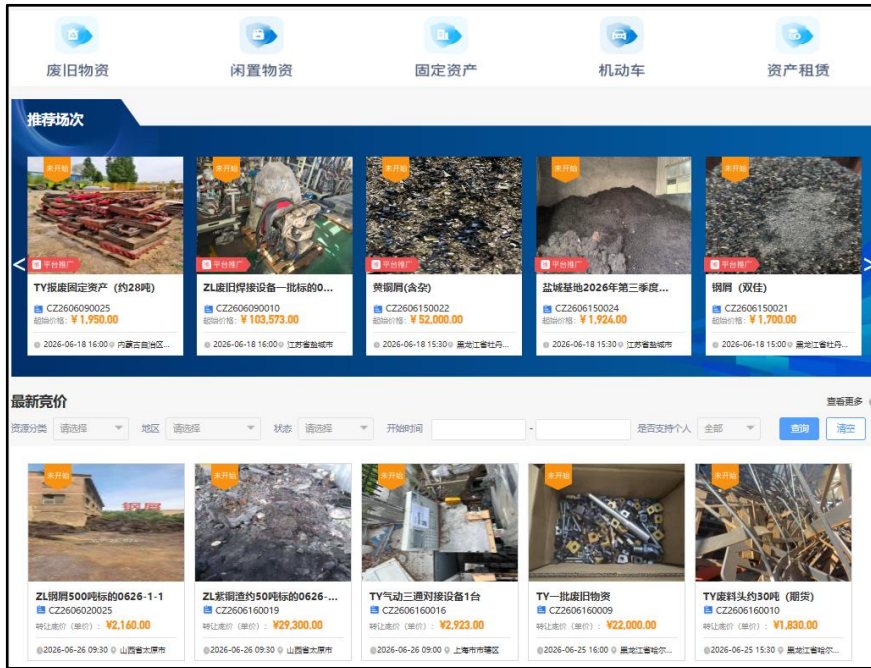 废旧物资
闲置物资
固定资产
机动车
资产租赁
推荐场次
未开始
未开始
未开始
未开始
未开始
平台推广
平台推广
平台推广
平台推广
平台推广
<
>
TY报废固定资产（约28吨）
ZL废旧焊接设备一批标的0...
黄铜屑(含杂)
盐城基地2026年第三季度...
钢屑（双佳）
CZ2606090025
CZ2606090010
CZ2606150022
CZ2606150024
CZ2606150021
起始价格：¥ 1,950.00
起始价格：¥ 103,573.00
起始价格：¥ 52,000.00
起始价格：¥ 1,924.00
起始价格：¥ 1,700.00
2026-06-18 16:00 内蒙古自治区...
2026-06-18 16:00 江苏省盐城市
2026-06-18 15:30 黑龙江省牡丹...
2026-06-18 15:30 江苏省盐城市
2026-06-18 15:00 黑龙江省牡丹...
最新竞价
查看更多
资源分类 请选择 地区 请选择 状态 请选择 开始时间 - 是否支持个人 全部 查询 清空
未开始
未开始
未开始
未开始
未开始
钢屑
ZL钢屑500吨标的0626-1-1
ZL紫铜渣约50吨标的0626-...
TY气动三通对接设备1台
TY一批废旧物资
TY废料头约30吨（期货）
CZ2606020025
CZ2606160019
CZ2606160016
CZ2606160009
CZ2606160010
转让底价（单价）：¥2,160.00
转让底价（单价）：¥29,300.00
转让底价（单价）：¥2,923.00
转让底价（单价）：¥22,000.00
转让底价（单价）：¥1,830.00
2026-06-26 09:30 山西省太原市
2026-06-26 09:30 山西省太原市
2026-06-26 09:00 上海市市辖区
2026-06-25 16:00 黑龙江省哈尔...
2026-06-25 15:30 黑龙江省哈尔...